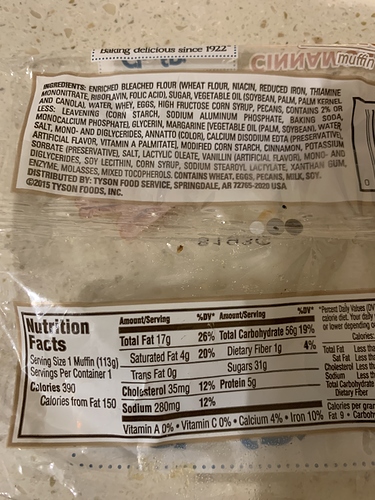 Baking delicious since 1922
CINNAM muffin
INGREDIENTS: ENRICHED BLEACHED FLOUR (WHEAT FLOUR, NIACIN, REDUCED IRON, THIAMINE
MONONITRATE, RIBOFLAVIN, FOLIC ACID), SUGAR, VEGETABLE OIL (SOYBEAN, PALM, PALM KERNEL
AND CANOLA), WATER, WHEY, EGGS, HIGH FRUCTOSE CORN SYRUP, PECANS, CONTAINS 2% OR
LESS: LEAVENING (CORN STARCH, SODIUM ALUMINUM PHOSPHATE, BAKING SODA,
MONOCALCIUM PHOSPHATE), GLYCERIN, MARGARINE (VEGETABLE OIL (PALM, SOYBEAN), WATER,
SALT, MONO- AND DIGLYCERIDES, ANNATTO (COLOR), CALCIUM DISODIUM EDTA (PRESERVATIVE),
ARTIFICIAL FLAVOR, VITAMIN A PALMITATE), MODIFIED CORN STARCH, CINNAMON, POTASSIUM
SORBATE (PRESERVATIVE), SALT, LACTYLIC OLEATE, VANILLIN (ARTIFICIAL FLAVOR), MONO- AND
DIGLYCERIDES, SOY LECITHIN, CORN SYRUP, SODIUM STEAROYL LACTYLATE, XANTHAN GUM,
ENZYME, MOLASSES, MIXED TOCOPHEROLS. CONTAINS WHEAT, EGGS, PECANS, MILK, SOY.
DISTRIBUTED BY: TYSON FOOD SERVICE, SPRINGDALE, AR 72765-2020 USA
©2015 TYSON FOODS, INC.
Nutrition
Facts
Serving Size 1 Muffin (113g)
Servings Per Container 1
Calories 390
Calories from Fat 150
Amount/Serving %DV* Amount/Serving %DV*
Total Fat 17g 26% Total Carbohydrate 56g 19%
Saturated Fat 4g 20% Dietary Fiber 1g 4%
Trans Fat 0g Sugars 31g
Cholesterol 35mg 12% Protein 5g
Sodium 280mg 12%
Vitamin A 0% • Vitamin C 0% • Calcium 4% • Iron 10%
*Percent Daily Values (DV)
calorie diet. Your daily
or lower depending o
Calories:
Total Fat Less tha
Sat Fat Less tha
Cholesterol Less tha
Sodium Less tha
Total Carbohydrate
Dietary Fiber
Calories per gra
Fat 9 • Carboh